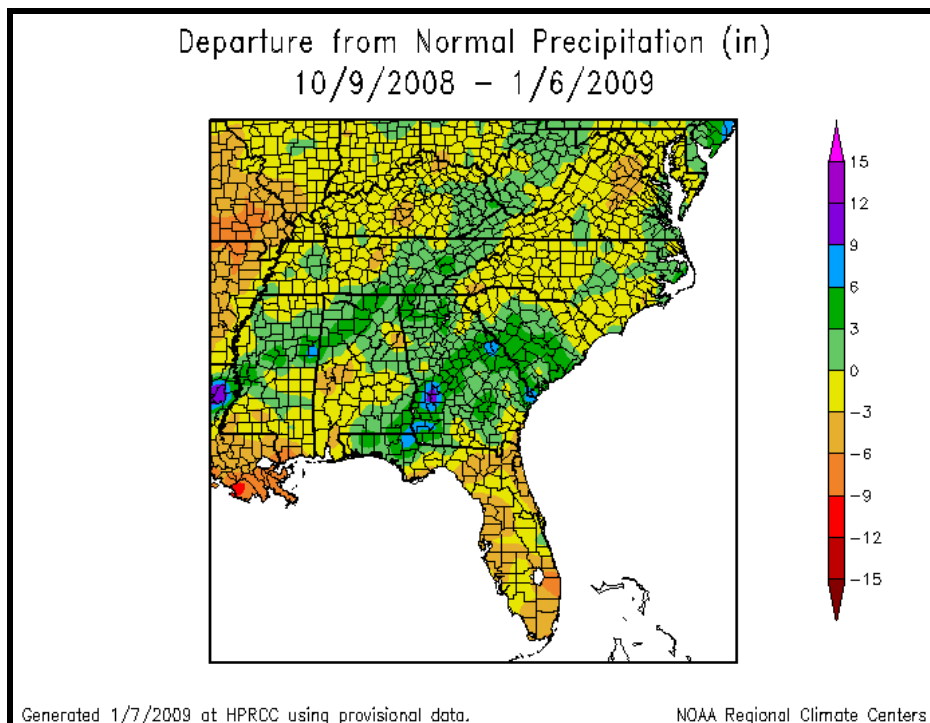 Departure from Normal Precipitation (in)
10/9/2008 – 1/6/2009
15
12
9
6
3
0
−3
−6
−9
−12
−15
Generated 1/7/2009 at HPRCC using provisional data.
NOAA Regional Climate Centers